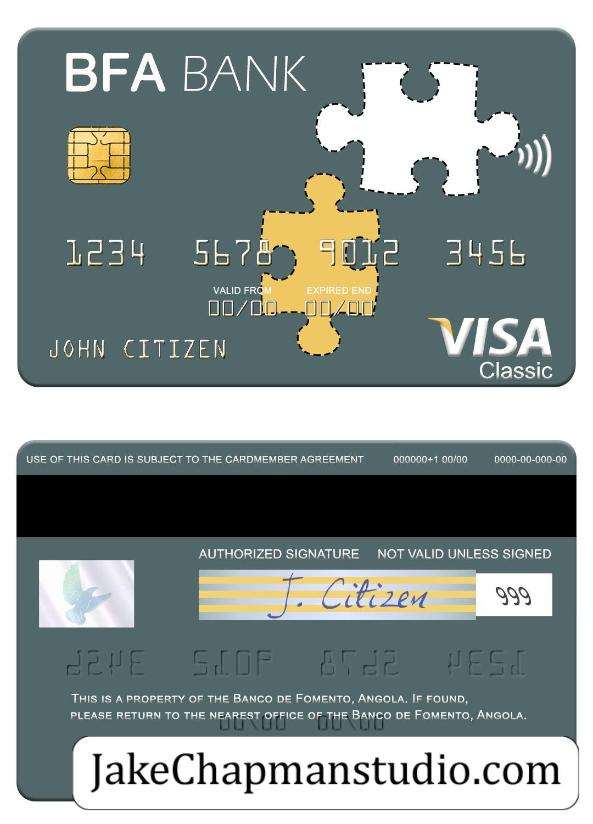 BFA BANK
1234 5678 9012 3456
VALID FROM EXPIRED END
00/00 00/00
JOHN CITIZEN
VISA
Classic
USE OF THIS CARD IS SUBJECT TO THE CARDMEMBER AGREEMENT 000000+1 00/00 0000-00-000-00
AUTHORIZED SIGNATURE NOT VALID UNLESS SIGNED
J. Citizen 999
THIS IS A PROPERTY OF THE BANCO DE FOMENTO, ANGOLA. IF FOUND,
PLEASE RETURN TO THE NEAREST OFFICE OF THE BANCO DE FOMENTO, ANGOLA.
JakeChapmanstudio.com